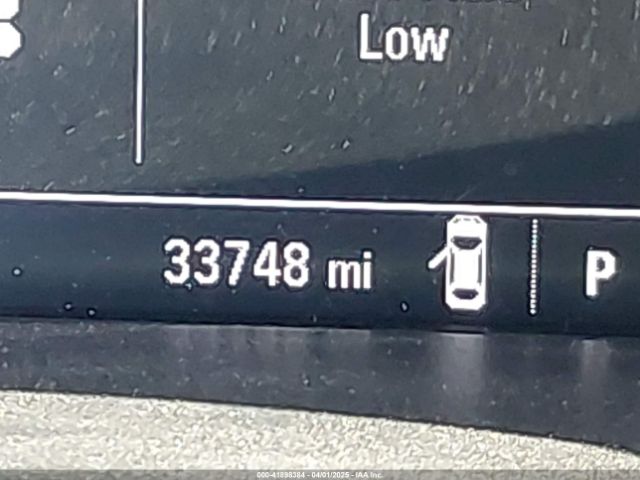 Low
33748 mi
P
000-41898384 - 04/01/2025 - IAA Inc.